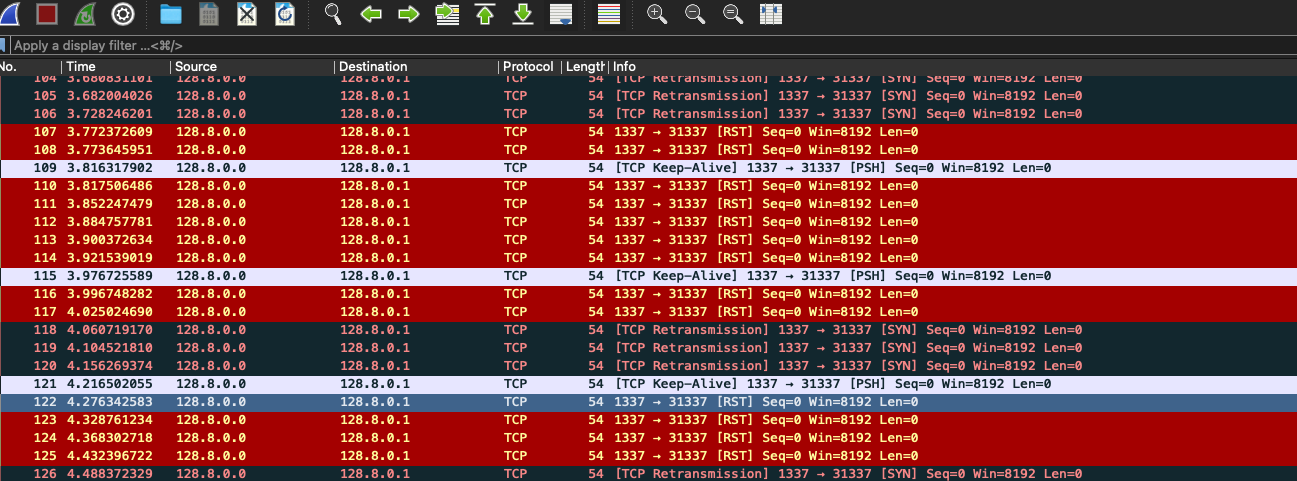 Apply a display filter ...<⌘/>
No. Time Source Destination Protocol Length Info
104 3.680831101 128.8.0.0 128.8.0.1 TCP 54 [TCP Retransmission] 1337 → 31337 [SYN] Seq=0 Win=8192 Len=0
105 3.682004026 128.8.0.0 128.8.0.1 TCP 54 [TCP Retransmission] 1337 → 31337 [SYN] Seq=0 Win=8192 Len=0
106 3.728246201 128.8.0.0 128.8.0.1 TCP 54 [TCP Retransmission] 1337 → 31337 [SYN] Seq=0 Win=8192 Len=0
107 3.772372609 128.8.0.0 128.8.0.1 TCP 54 1337 → 31337 [RST] Seq=0 Win=8192 Len=0
108 3.773645951 128.8.0.0 128.8.0.1 TCP 54 1337 → 31337 [RST] Seq=0 Win=8192 Len=0
109 3.816317902 128.8.0.0 128.8.0.1 TCP 54 [TCP Keep-Alive] 1337 → 31337 [PSH] Seq=0 Win=8192 Len=0
110 3.817506486 128.8.0.0 128.8.0.1 TCP 54 1337 → 31337 [RST] Seq=0 Win=8192 Len=0
111 3.852247479 128.8.0.0 128.8.0.1 TCP 54 1337 → 31337 [RST] Seq=0 Win=8192 Len=0
112 3.884757781 128.8.0.0 128.8.0.1 TCP 54 1337 → 31337 [RST] Seq=0 Win=8192 Len=0
113 3.900372634 128.8.0.0 128.8.0.1 TCP 54 1337 → 31337 [RST] Seq=0 Win=8192 Len=0
114 3.921539019 128.8.0.0 128.8.0.1 TCP 54 1337 → 31337 [RST] Seq=0 Win=8192 Len=0
115 3.976725589 128.8.0.0 128.8.0.1 TCP 54 [TCP Keep-Alive] 1337 → 31337 [PSH] Seq=0 Win=8192 Len=0
116 3.996748282 128.8.0.0 128.8.0.1 TCP 54 1337 → 31337 [RST] Seq=0 Win=8192 Len=0
117 4.025024690 128.8.0.0 128.8.0.1 TCP 54 1337 → 31337 [RST] Seq=0 Win=8192 Len=0
118 4.060719170 128.8.0.0 128.8.0.1 TCP 54 [TCP Retransmission] 1337 → 31337 [SYN] Seq=0 Win=8192 Len=0
119 4.104521810 128.8.0.0 128.8.0.1 TCP 54 [TCP Retransmission] 1337 → 31337 [SYN] Seq=0 Win=8192 Len=0
120 4.156269374 128.8.0.0 128.8.0.1 TCP 54 [TCP Retransmission] 1337 → 31337 [SYN] Seq=0 Win=8192 Len=0
121 4.216502055 128.8.0.0 128.8.0.1 TCP 54 [TCP Keep-Alive] 1337 → 31337 [PSH] Seq=0 Win=8192 Len=0
122 4.276342583 128.8.0.0 128.8.0.1 TCP 54 1337 → 31337 [RST] Seq=0 Win=8192 Len=0
123 4.328761234 128.8.0.0 128.8.0.1 TCP 54 1337 → 31337 [RST] Seq=0 Win=8192 Len=0
124 4.368302718 128.8.0.0 128.8.0.1 TCP 54 1337 → 31337 [RST] Seq=0 Win=8192 Len=0
125 4.432396722 128.8.0.0 128.8.0.1 TCP 54 1337 → 31337 [RST] Seq=0 Win=8192 Len=0
126 4.488372329 128.8.0.0 128.8.0.1 TCP 54 [TCP Retransmission] 1337 → 31337 [SYN] Seq=0 Win=8192 Len=0